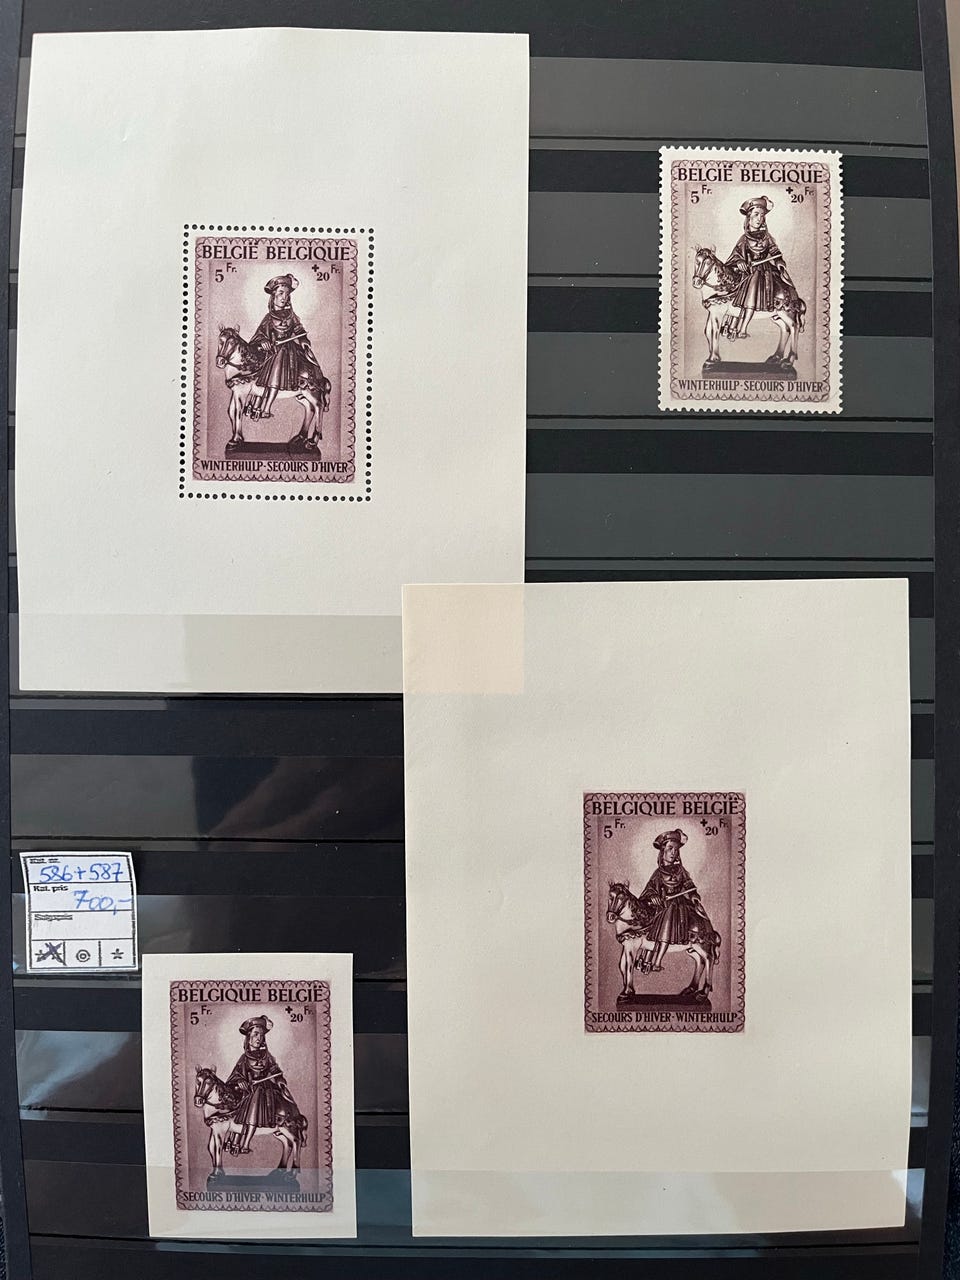 BELGIË BELGIQUE
5 Fr. + 20 Fr.
WINTERHULP·SECOURS D'HIVER
BELGIË BELGIQUE
5 Fr. + 20 Fr.
WINTERHULP·SECOURS D'HIVER
BELGIQUE BELGIË
5 Fr. + 20 Fr.
SECOURS D'HIVER·WINTERHULP
586+587
Kat. pris
700,-
BELGIQUE BELGIË
5 Fr. + 20 Fr.
SECOURS D'HIVER·WINTERHULP